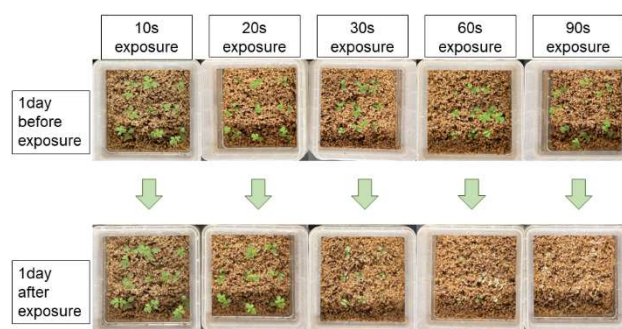 10s
exposure
20s
exposure
30s
exposure
60s
exposure
90s
exposure
1day
before
exposure
1day
after
exposure